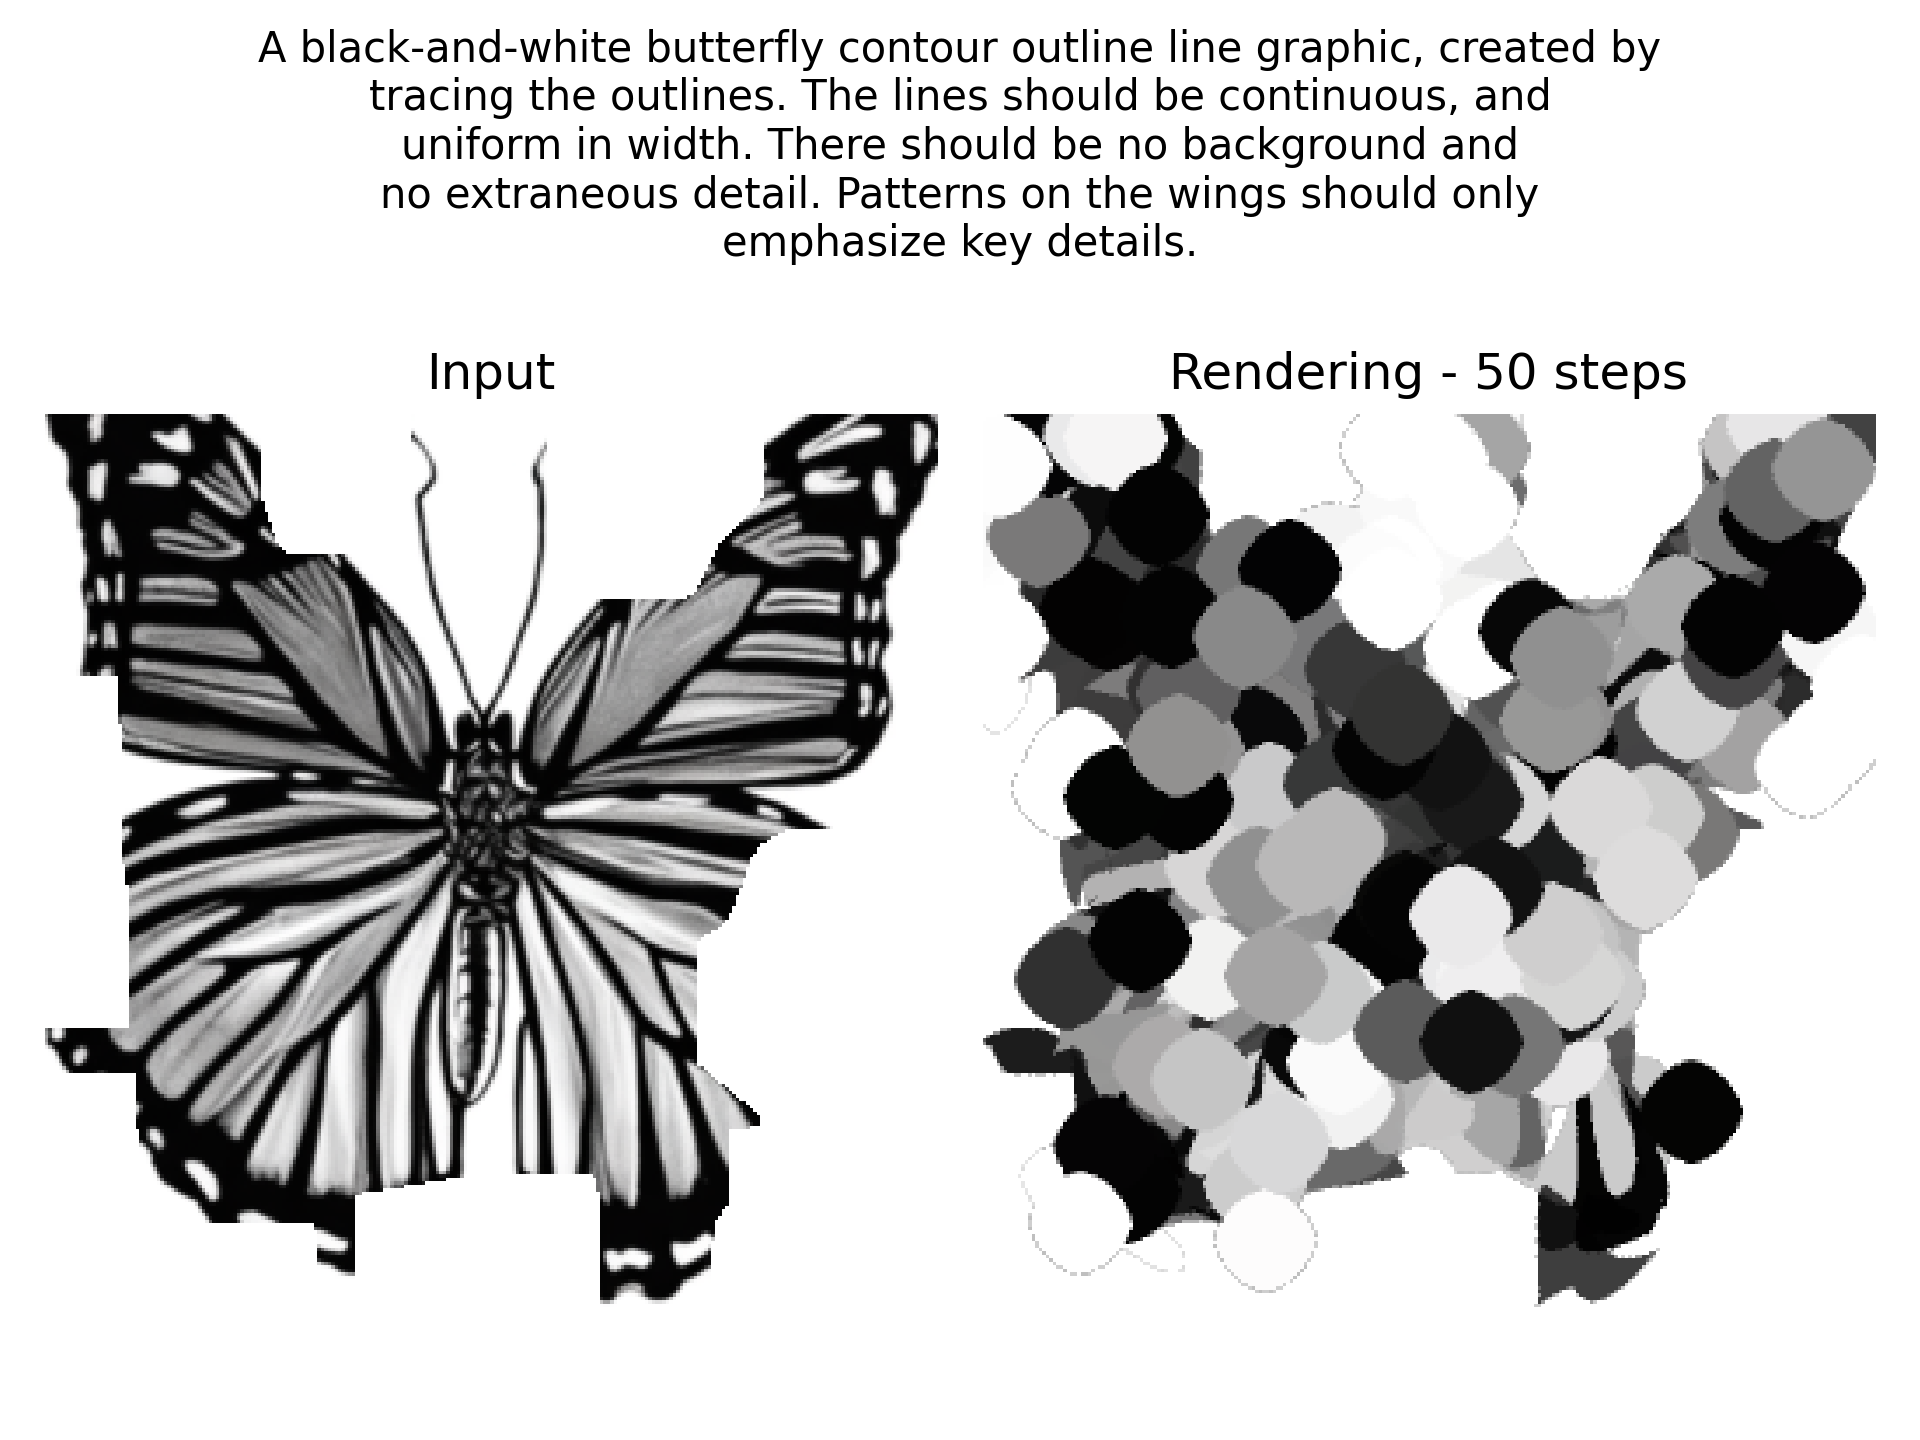 A black-and-white butterfly contour outline line graphic, created by
tracing the outlines. The lines should be continuous, and
uniform in width. There should be no background and
no extraneous detail. Patterns on the wings should only
emphasize key details.
Input
Rendering - 50 steps